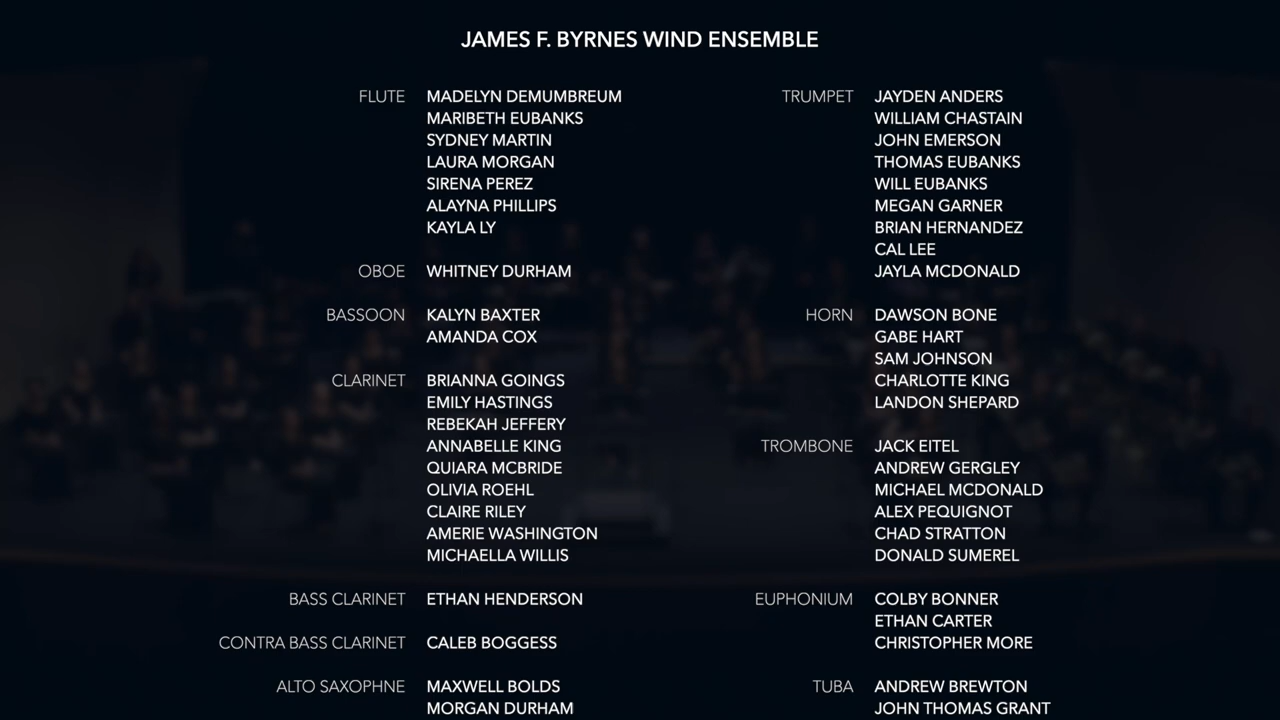 JAMES F. BYRNES WIND ENSEMBLE
FLUTE MADELYN DEMUMBREUM
MARIBETH EUBANKS
SYDNEY MARTIN
LAURA MORGAN
SIRENA PEREZ
ALAYNA PHILLIPS
KAYLA LY
OBOE WHITNEY DURHAM
BASSOON KALYN BAXTER
AMANDA COX
CLARINET BRIANNA GOINGS
EMILY HASTINGS
REBEKAH JEFFERY
ANNABELLE KING
QUIARA MCBRIDE
OLIVIA ROEHL
CLAIRE RILEY
AMERIE WASHINGTON
MICHAELLA WILLIS
BASS CLARINET ETHAN HENDERSON
CONTRA BASS CLARINET CALEB BOGGESS
ALTO SAXOPHNE MAXWELL BOLDS
MORGAN DURHAM
TRUMPET JAYDEN ANDERS
WILLIAM CHASTAIN
JOHN EMERSON
THOMAS EUBANKS
WILL EUBANKS
MEGAN GARNER
BRIAN HERNANDEZ
CAL LEE
JAYLA MCDONALD
HORN DAWSON BONE
GABE HART
SAM JOHNSON
CHARLOTTE KING
LANDON SHEPARD
TROMBONE JACK EITEL
ANDREW GERGLEY
MICHAEL MCDONALD
ALEX PEQUIGNOT
CHAD STRATTON
DONALD SUMEREL
EUPHONIUM COLBY BONNER
ETHAN CARTER
CHRISTOPHER MORE
TUBA ANDREW BREWTON
JOHN THOMAS GRANT